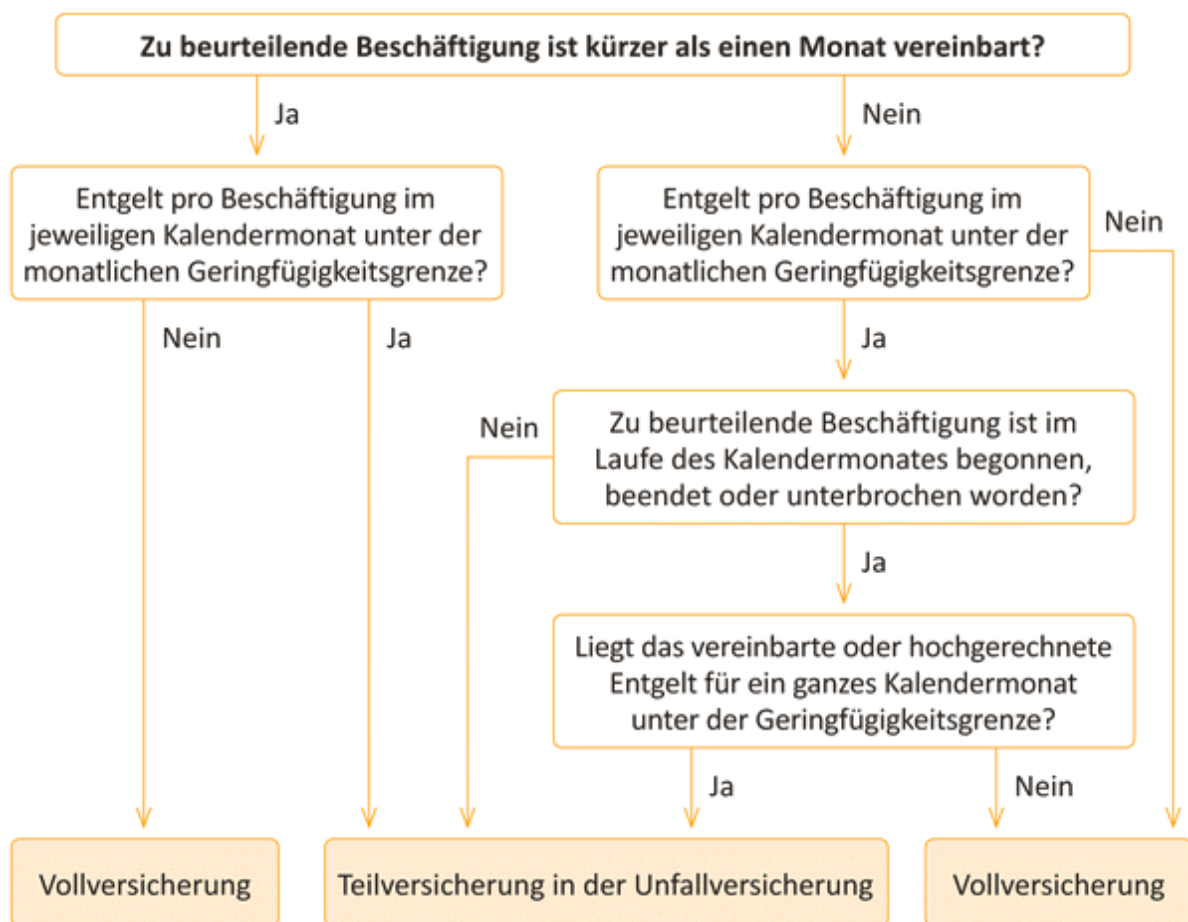 Zu beurteilende Beschäftigung ist kürzer als einen Monat vereinbart?
Ja
Nein
Entgelt pro Beschäftigung im
jeweiligen Kalendermonat unter der
monatlichen Geringfügigkeitsgrenze?
Entgelt pro Beschäftigung im
jeweiligen Kalendermonat unter der
monatlichen Geringfügigkeitsgrenze?
Nein
Nein
Ja
Ja
Nein
Zu beurteilende Beschäftigung ist im
Laufe des Kalendermonates begonnen,
beendet oder unterbrochen worden?
Ja
Liegt das vereinbarte oder hochgerechnete
Entgelt für ein ganzes Kalendermonat
unter der Geringfügigkeitsgrenze?
Ja
Nein
Vollversicherung
Teilversicherung in der Unfallversicherung
Vollversicherung